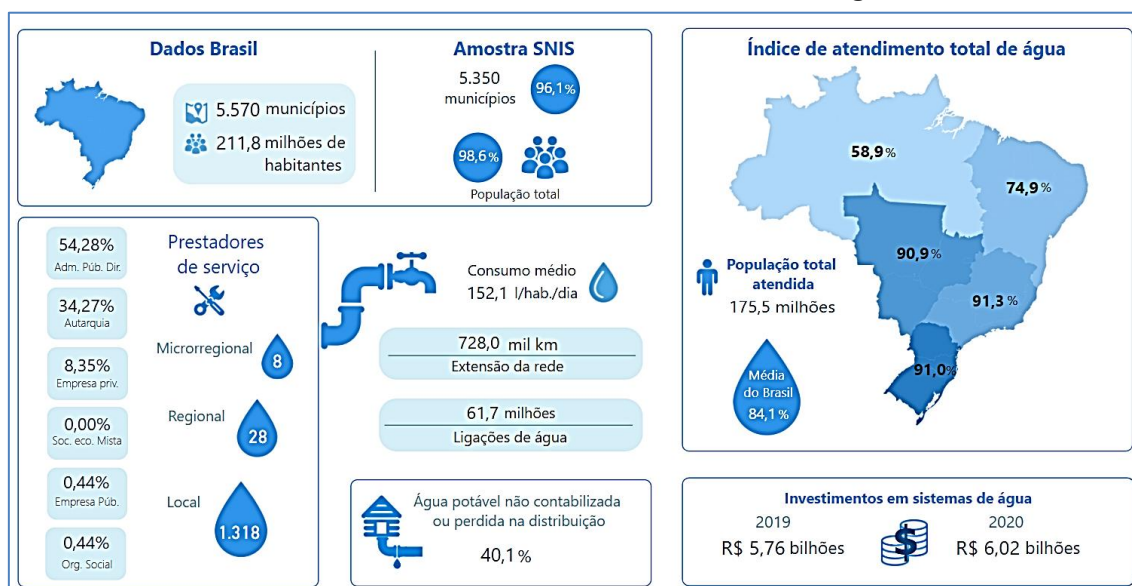 Dados Brasil
5.570 municípios
211,8 milhões de
habitantes
Amostra SNIS
5.350
municípios
96,1%
98,6%
População total
Índice de atendimento total de água
58,9%
74,9%
90,9%
91,3%
91,0%
População total
atendida
175,5 milhões
Média
do Brasil
84,1%
54,28%
Adm. Púb. Dir.
34,27%
Autarquia
8,35%
Empresa priv.
0,00%
Soc. eco. Mista
0,44%
Empresa Púb.
0,44%
Org. Social
Prestadores
de serviço
Microrregional
8
Regional
28
Local
1.318
Consumo médio
152,1 l/hab./dia
728,0 mil km
Extensão da rede
61,7 milhões
Ligações de água
Água potável não contabilizada
ou perdida na distribuição
40,1%
Investimentos em sistemas de água
2019
R$ 5,76 bilhões
$
2020
R$ 6,02 bilhões